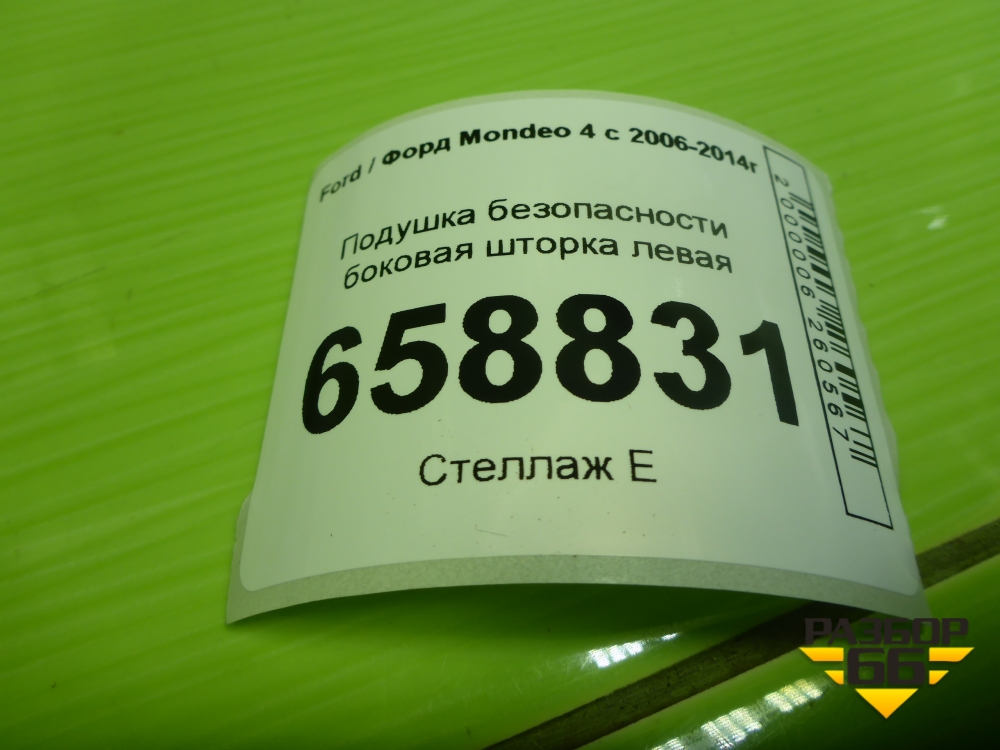 Ford / Форд Mondeo 4 с 2006-2014г
Подушка безопасности
боковая шторка левая
658831
Стеллаж Е
2000006260567
РАЗБОР
66